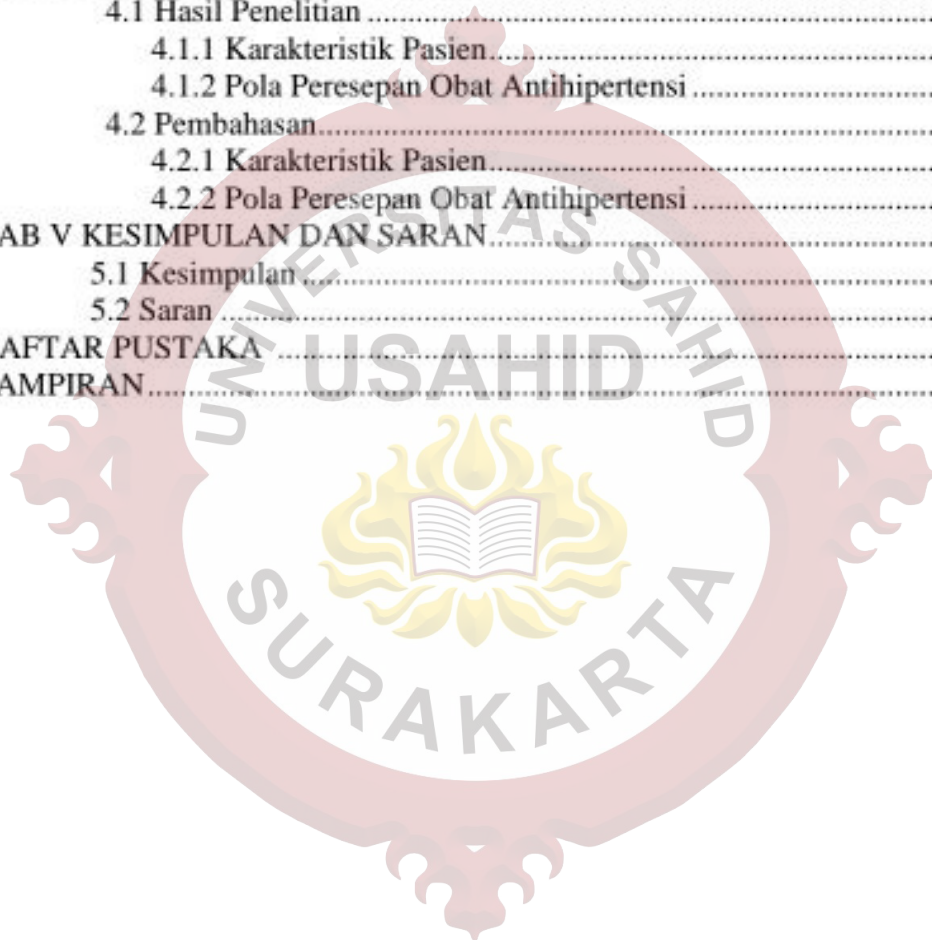 4.1 Hasil Penelitian ................................................................
4.1.1 Karakteristik Pasien................................................................
4.1.2 Pola Peresepan Obat Antihipertensi ................................
4.2 Pembahasan................................................................
4.2.1 Karakteristik Pasien................................................................
4.2.2 Pola Peresepan Obat Antihipertensi ................................
AB V KESIMPULAN DAN SARAN................................................
5.1 Kesimpulan ................................................................
5.2 Saran ................................................................
AFTAR PUSTAKA ................................................................
AMPIRAN................................................................
UNIVERSITAS SAHID
USAHID
SURAKARTA